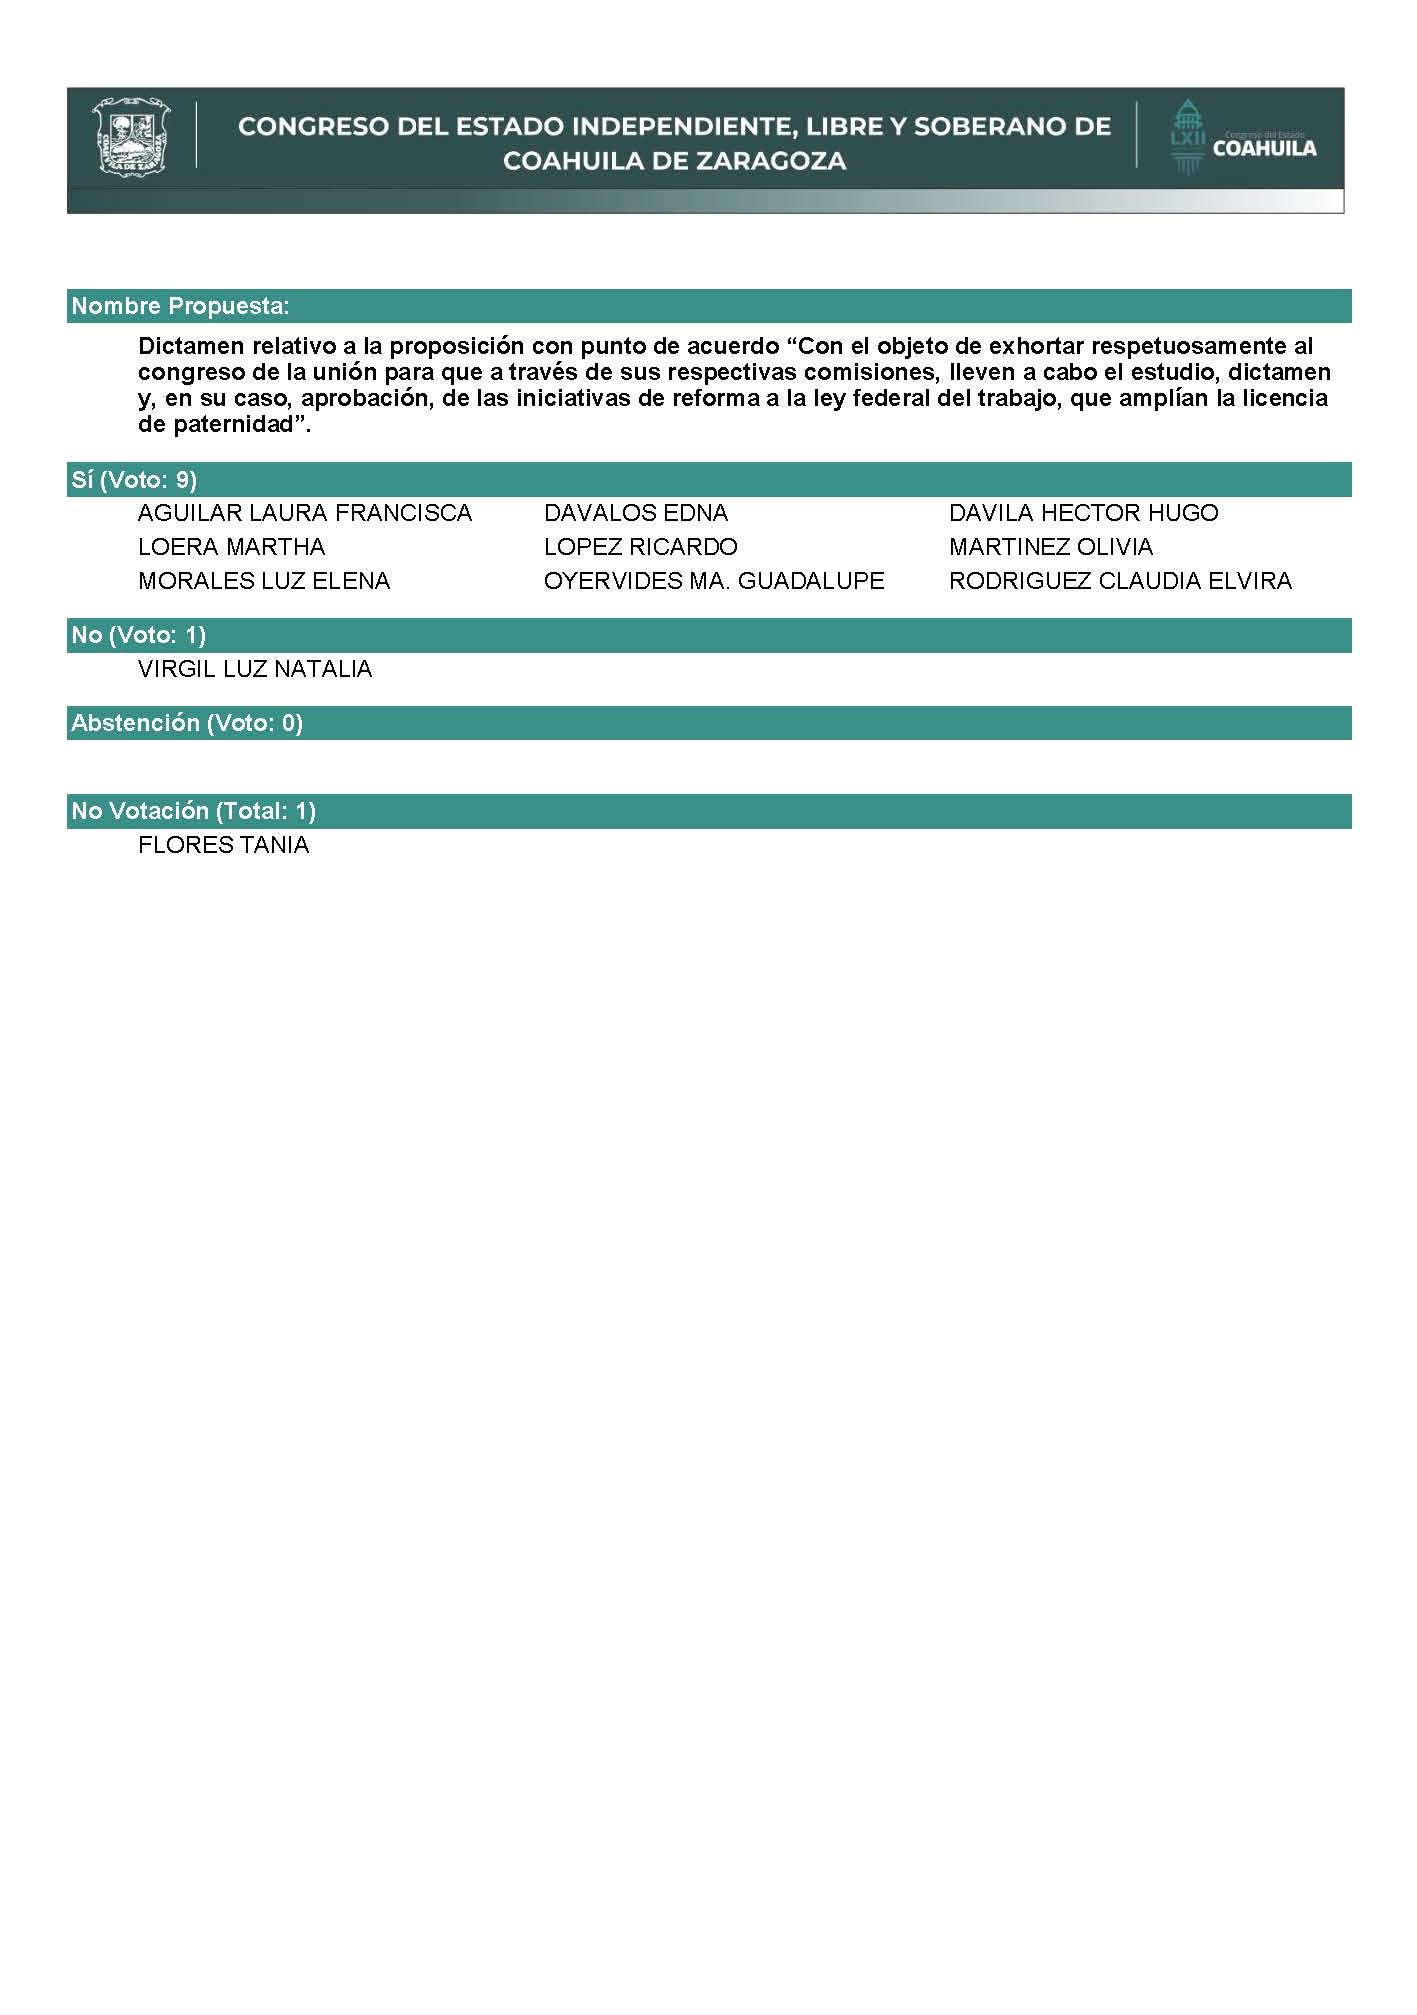 CONGRESO DEL ESTADO INDEPENDIENTE, LIBRE Y SOBERANO DE
COAHUILA DE ZARAGOZA
LXII
Congreso del Estado
COAHUILA
Nombre Propuesta:
Dictamen relativo a la proposición con punto de acuerdo “Con el objeto de exhortar respetuosamente al
congreso de la unión para que a través de sus respectivas comisiones, lleven a cabo el estudio, dictamen
y, en su caso, aprobación, de las iniciativas de reforma a la ley federal del trabajo, que amplían la licencia
de paternidad”.
Sí (Voto: 9)
AGUILAR LAURA FRANCISCA DAVALOS EDNA DAVILA HECTOR HUGO
LOERA MARTHA LOPEZ RICARDO MARTINEZ OLIVIA
MORALES LUZ ELENA OYERVIDES MA. GUADALUPE RODRIGUEZ CLAUDIA ELVIRA
No (Voto: 1)
VIRGIL LUZ NATALIA
Abstención (Voto: 0)
No Votación (Total: 1)
FLORES TANIA